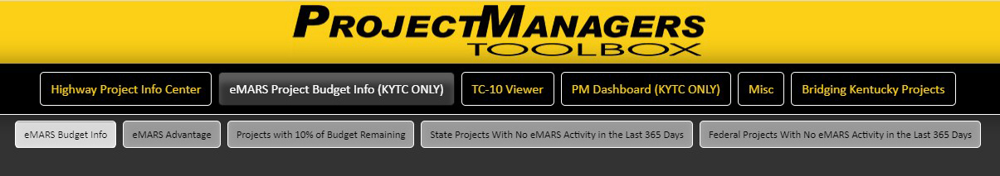 PROJECTMANAGERS
TOOLBOX
Highway Project Info Center
eMARS Project Budget Info (KYTC ONLY)
TC-10 Viewer
PM Dashboard (KYTC ONLY)
Misc
Bridging Kentucky Projects
eMARS Budget Info
eMARS Advantage
Projects with 10% of Budget Remaining
State Projects With No eMARS Activity in the Last 365 Days
Federal Projects With No eMARS Activity in the Last 365 Days